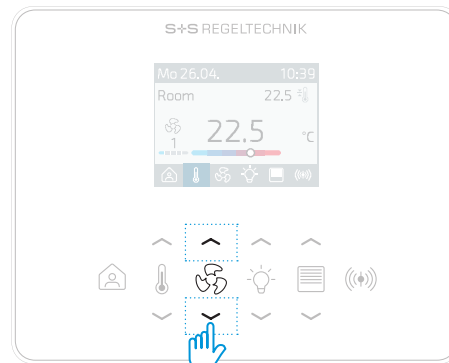 S+S REGELTECHNIK
Mo 26.04. 10:39
Room 22.5
22.5 °C
1